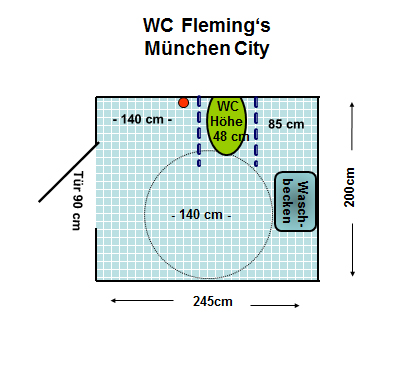 WC Fleming‘s
München City
- 140 cm -
WC
Höhe
48 cm
85 cm
Tür 90 cm
- 140 cm -
Wasch-
becken
200cm
245cm